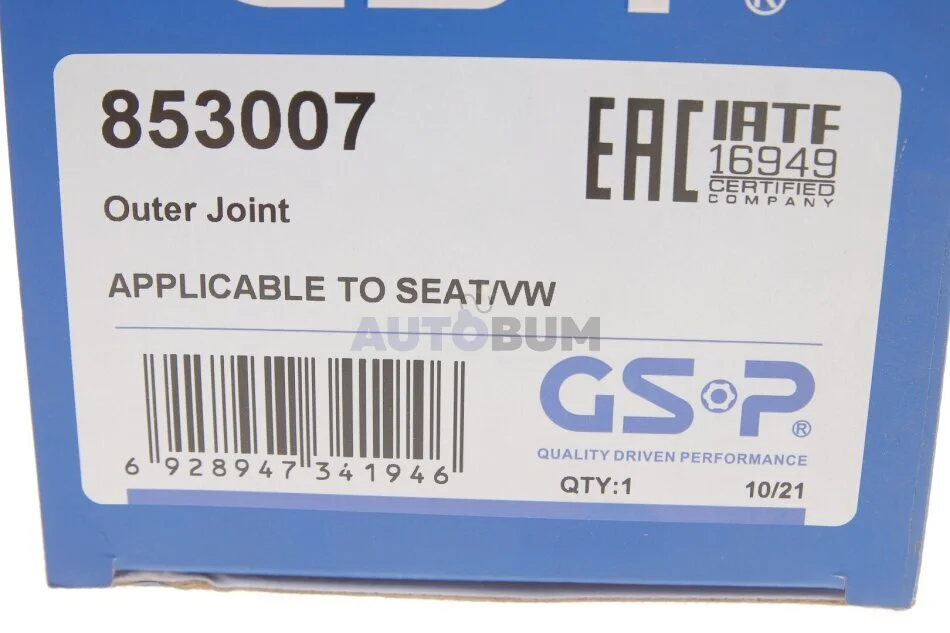 GSP®
853007
EAC
IATF
16949
CERTIFIED
COMPANY
Outer Joint
APPLICABLE TO SEAT/VW
AUTOBUM
6 928947 341946
GSP®
QUALITY DRIVEN PERFORMANCE
QTY:1
10/21